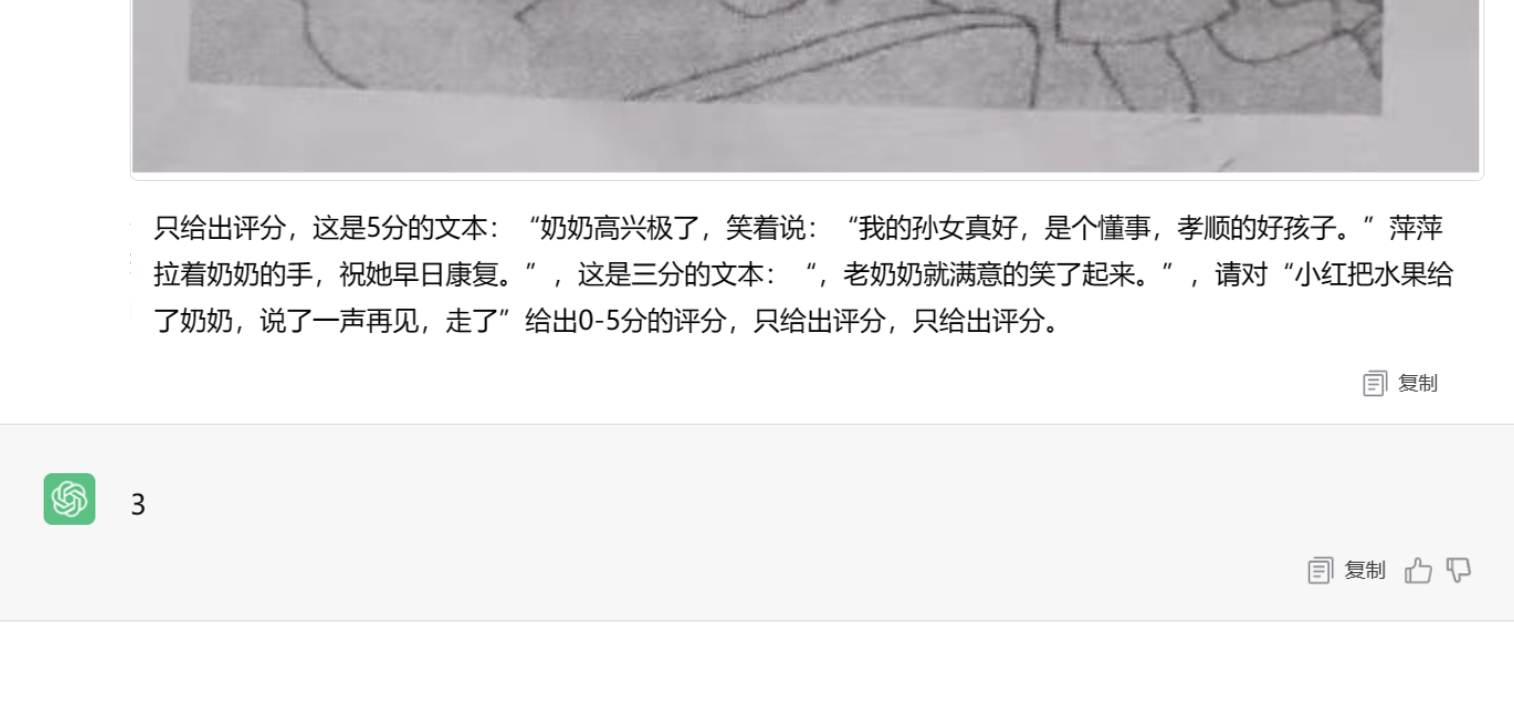 只给出评分，这是5分的文本：“奶奶高兴极了，笑着说：“我的孙女真好，是个懂事，孝顺的好孩子。”萍萍
拉着奶奶的手，祝她早日康复。”，这是三分的文本：“，老奶奶就满意的笑了起来。”，请对“小红把水果给
了奶奶，说了一声再见，走了”给出0-5分的评分，只给出评分，只给出评分。
复制
3
复制